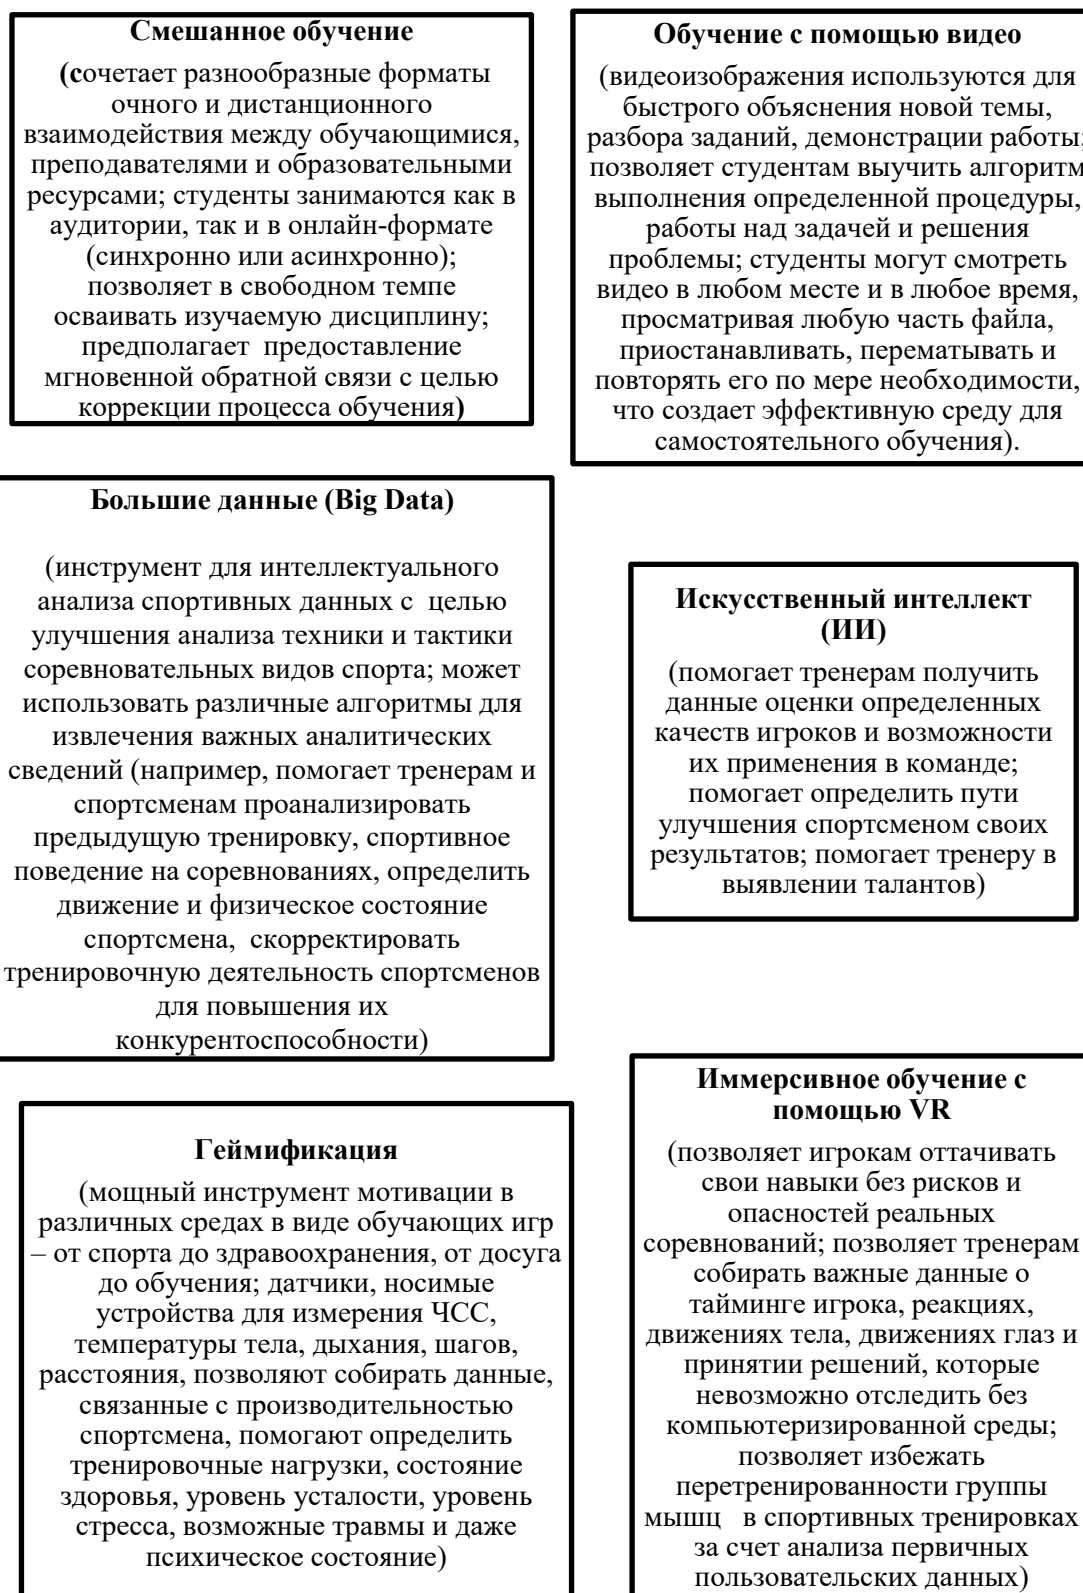 Смешанное обучение
(сочетает разнообразные форматы
очного и дистанционного
взаимодействия между обучающимися,
преподавателями и образовательными
ресурсами; студенты занимаются как в
аудитории, так и в онлайн-формате
(синхронно или асинхронно);
позволяет в свободном темпе
осваивать изучаемую дисциплину;
предполагает предоставление
мгновенной обратной связи с целью
коррекции процесса обучения)
Обучение с помощью видео
(видеоизображения используются для
быстрого объяснения новой темы,
разбора заданий, демонстрации работы;
позволяет студентам выучить алгоритм
выполнения определенной процедуры,
работы над задачей и решения
проблемы; студенты могут смотреть
видео в любом месте и в любое время,
просматривая любую часть файла,
приостанавливать, перематывать и
повторять его по мере необходимости,
что создает эффективную среду для
самостоятельного обучения).
Большие данные (Big Data)
(инструмент для интеллектуального
анализа спортивных данных с целью
улучшения анализа техники и тактики
соревновательных видов спорта; может
использовать различные алгоритмы для
извлечения важных аналитических
сведений (например, помогает тренерам и
спортсменам проанализировать
предыдущую тренировку, спортивное
поведение на соревнованиях, определить
движение и физическое состояние
спортсмена, скорректировать
тренировочную деятельность спортсменов
для повышения их
конкурентоспособности)
Искусственный интеллект
(ИИ)
(помогает тренерам получить
данные оценки определенных
качеств игроков и возможности
их применения в команде;
помогает определить пути
улучшения спортсменом своих
результатов; помогает тренеру в
выявлении талантов)
Геймификация
(мощный инструмент мотивации в
различных средах в виде обучающих игр
– от спорта до здравоохранения, от досуга
до обучения; датчики, носимые
устройства для измерения ЧСС,
температуры тела, дыхания, шагов,
расстояния, позволяют собирать данные,
связанные с производительностью
спортсмена, помогают определить
тренировочные нагрузки, состояние
здоровья, уровень усталости, уровень
стресса, возможные травмы и даже
психическое состояние)
Иммерсивное обучение с
помощью VR
(позволяет игрокам оттачивать
свои навыки без рисков и
опасностей реальных
соревнований; позволяет тренерам
собирать важные данные о
тайминге игрока, реакциях,
движениях тела, движениях глаз и
принятии решений, которые
невозможно отследить без
компьютеризированной среды;
позволяет избежать
перетренированности группы
мышц в спортивных тренировках
за счет анализа первичных
пользовательских данных)